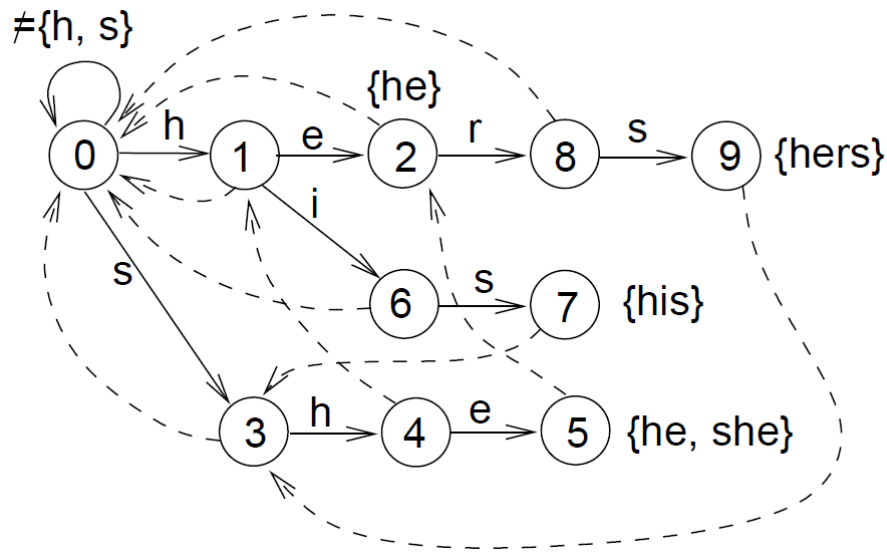 ≠{h, s}
{he}
0 h 1 e 2 r 8 s 9 {hers}
i
s 6 s 7 {his}
3 h 4 e 5 {he, she}